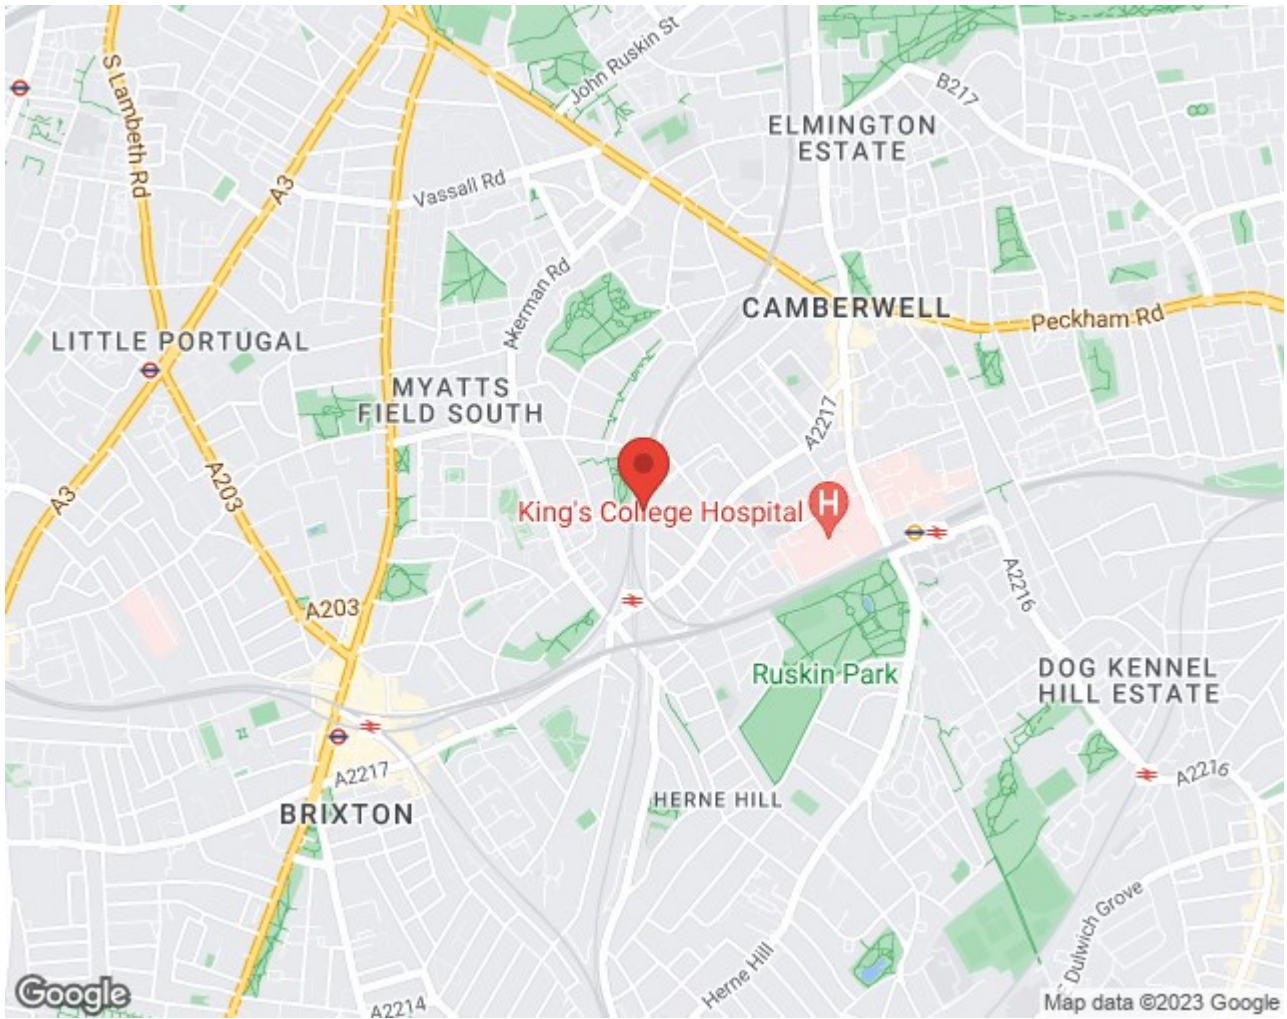 John Ruskin St
B217
S Lambeth Rd
ELMINGTON
ESTATE
A3
Vassall Rd
Akerman Rd
CAMBERWELL
Peckham Rd
LITTLE PORTUGAL
MYATTS
FIELD SOUTH
A2217
A203
A3
King's College Hospital
H
A2216
A203
Ruskin Park
DOG KENNEL
HILL ESTATE
A2217
A2216
HERNE HILL
BRIXTON
Dulwich Grove
Herne Hill
Google
A2214
Map data ©2023 Google